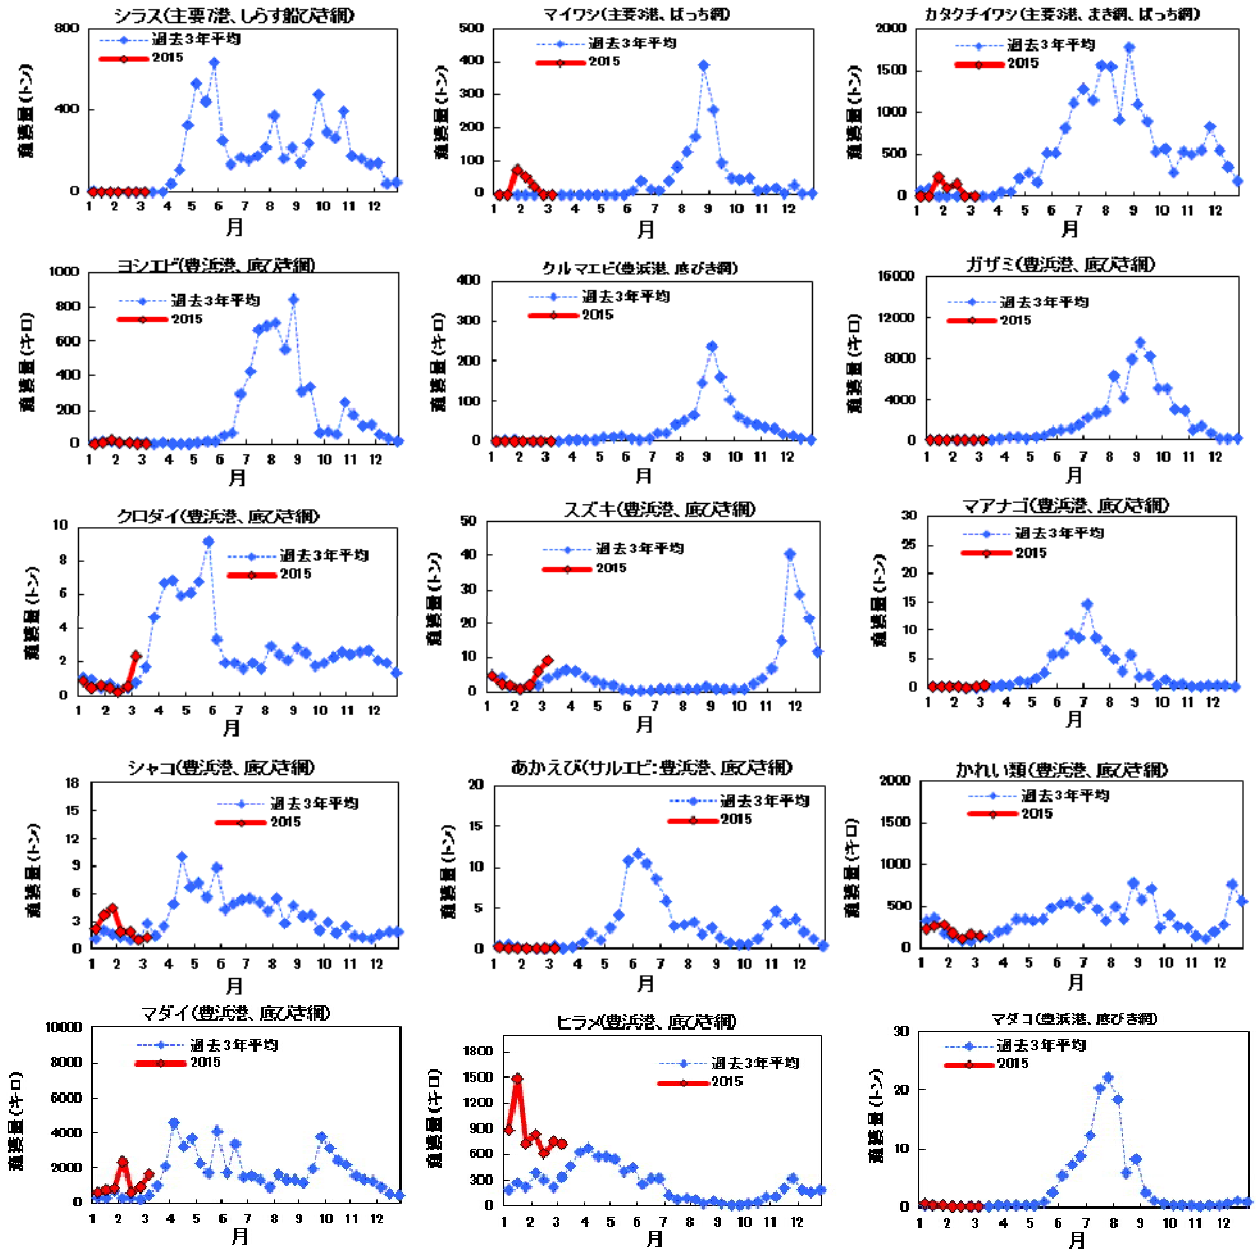 シラス(主要7港、しらす船びき網)
漁獲量(トン)
800
400
0
過去3年平均
2015
1 2 3 4 5 6 7 8 9 10 11 12
月
マイワシ(主要3港、ぱっち網)
漁獲量(トン)
500
400
300
200
100
0
過去3年平均
2015
1 2 3 4 5 6 7 8 9 10 11 12
月
カタクチイワシ(主要3港、まき網、ぱっち網)
漁獲量(トン)
2000
1500
1000
500
0
過去3年平均
2015
1 2 3 4 5 6 7 8 9 10 11 12
月
ヨシエビ(豊浜港、底びき網)
漁獲量(キロ)
1000
800
600
400
200
0
過去3年平均
2015
1 2 3 4 5 6 7 8 9 10 11 12
月
クルマエビ(豊浜港、底びき網)
漁獲量(キロ)
400
300
200
100
0
過去3年平均
2015
1 2 3 4 5 6 7 8 9 10 11 12
月
ガザミ(豊浜港、底びき網)
漁獲量(キロ)
16000
12000
8000
4000
0
過去3年平均
2015
1 2 3 4 5 6 7 8 9 10 11 12
月
クロダイ(豊浜港、底びき網)
漁獲量(トン)
10
8
6
4
2
0
過去3年平均
2015
1 2 3 4 5 6 7 8 9 10 11 12
月
スズキ(豊浜港、底びき網)
漁獲量(トン)
50
40
30
20
10
0
過去3年平均
2015
1 2 3 4 5 6 7 8 9 10 11 12
月
マアナゴ(豊浜港、底びき網)
漁獲量(トン)
30
25
20
15
10
5
0
過去3年平均
2015
1 2 3 4 5 6 7 8 9 10 11 12
月
シャコ(豊浜港、底びき網)
漁獲量(トン)
18
15
12
9
6
3
0
過去3年平均
2015
1 2 3 4 5 6 7 8 9 10 11 12
月
あかえび(サルエビ:豊浜港、底びき網)
漁獲量(トン)
20
15
10
5
0
過去3年平均
2015
1 2 3 4 5 6 7 8 9 10 11 12
月
かれい類(豊浜港、底びき網)
漁獲量(キロ)
2000
1500
1000
500
0
過去3年平均
2015
1 2 3 4 5 6 7 8 9 10 11 12
月
マダイ(豊浜港、底びき網)
漁獲量(キロ)
10000
8000
6000
4000
2000
0
過去3年平均
2015
1 2 3 4 5 6 7 8 9 10 11 12
月
ヒラメ(豊浜港、底びき網)
漁獲量(キロ)
1800
1500
1200
900
600
300
0
過去3年平均
2015
1 2 3 4 5 6 7 8 9 10 11 12
月
マダコ(豊浜港、底びき網)
漁獲量(トン)
30
20
10
0
過去3年平均
2015
1 2 3 4 5 6 7 8 9 10 11 12
月